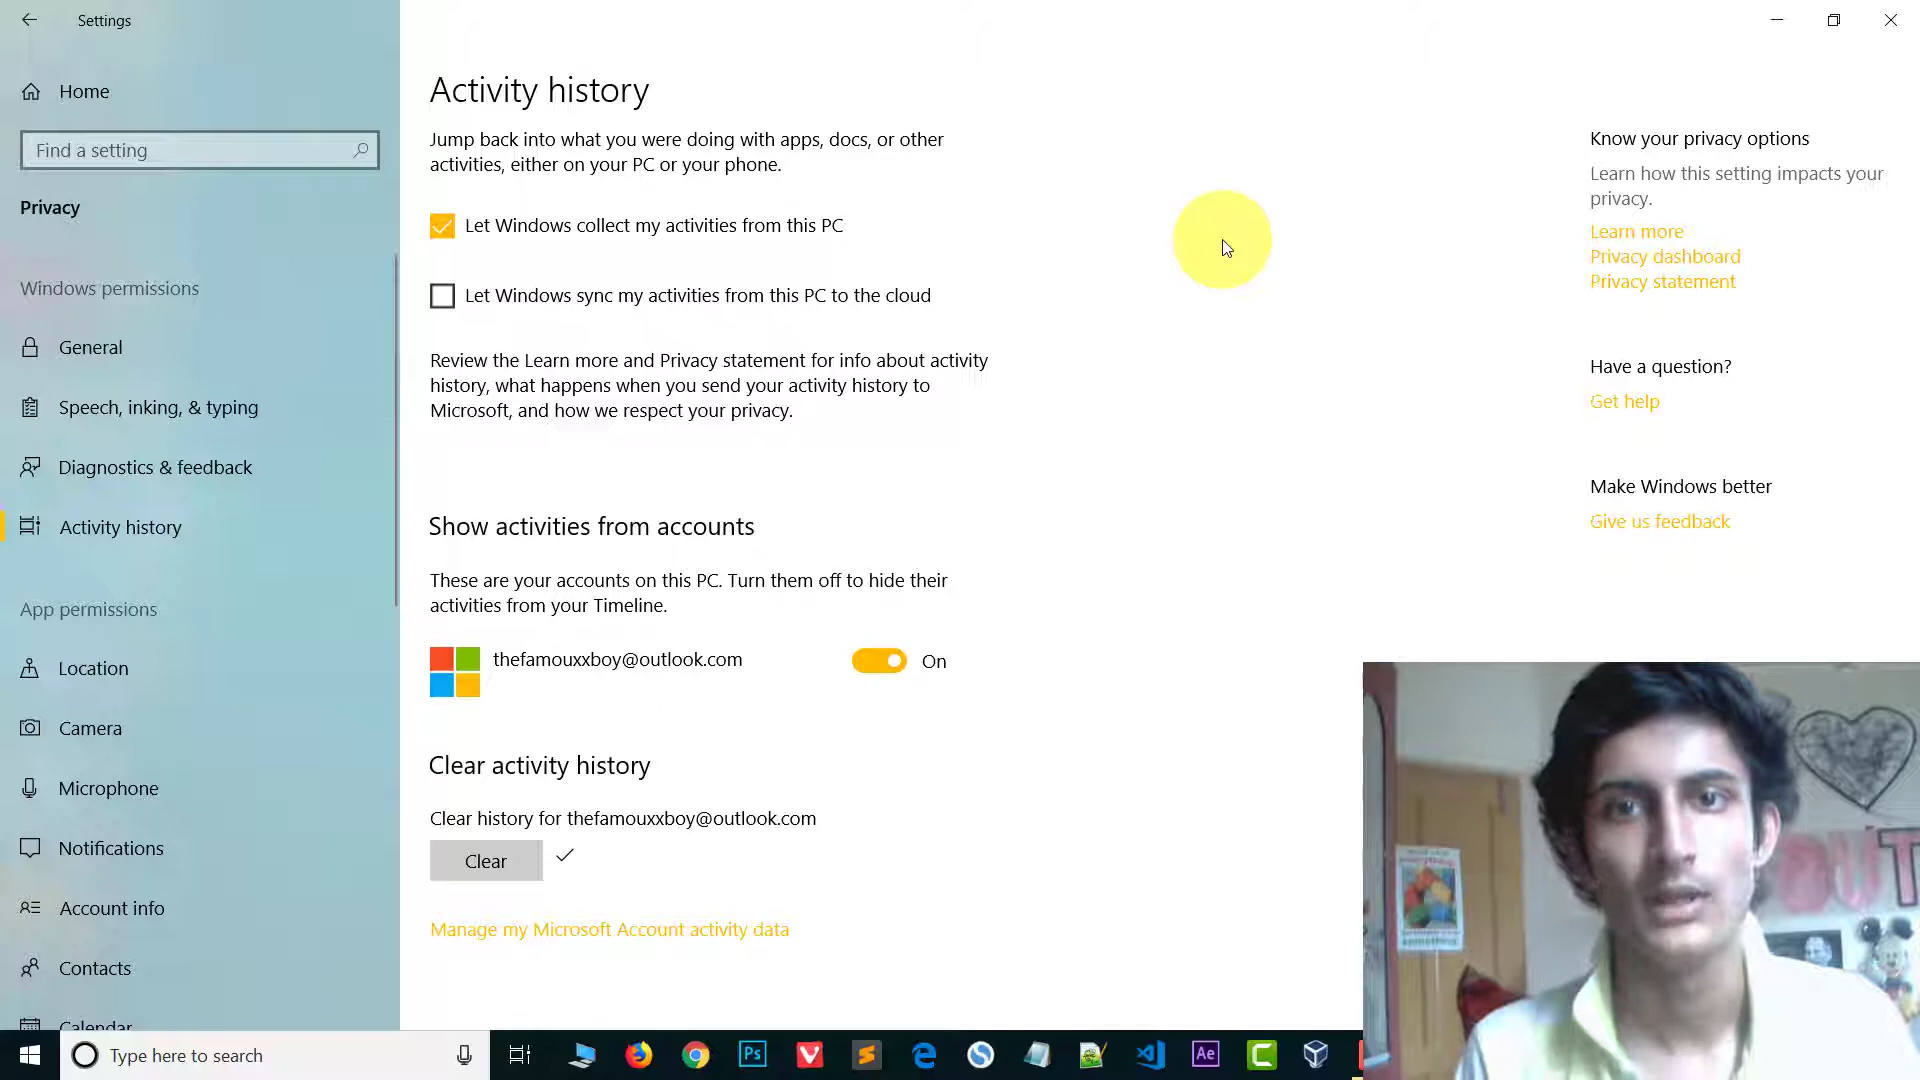 Settings
Home
Find a setting
Privacy
Windows permissions
General
Speech, inking, & typing
Diagnostics & feedback
Activity history
App permissions
Location
Camera
Microphone
Notifications
Account info
Contacts
Calendar
Activity history
Jump back into what you were doing with apps, docs, or other
activities, either on your PC or your phone.
Let Windows collect my activities from this PC
Let Windows sync my activities from this PC to the cloud
Review the Learn more and Privacy statement for info about activity
history, what happens when you send your activity history to
Microsoft, and how we respect your privacy.
Show activities from accounts
These are your accounts on this PC. Turn them off to hide their
activities from your Timeline.
thefamouxxboy@outlook.com
On
Clear activity history
Clear history for thefamouxxboy@outlook.com
Clear
Manage my Microsoft Account activity data
Know your privacy options
Learn how this setting impacts your
privacy.
Learn more
Privacy dashboard
Privacy statement
Have a question?
Get help
Make Windows better
Give us feedback
Type here to search
Ps
Ae